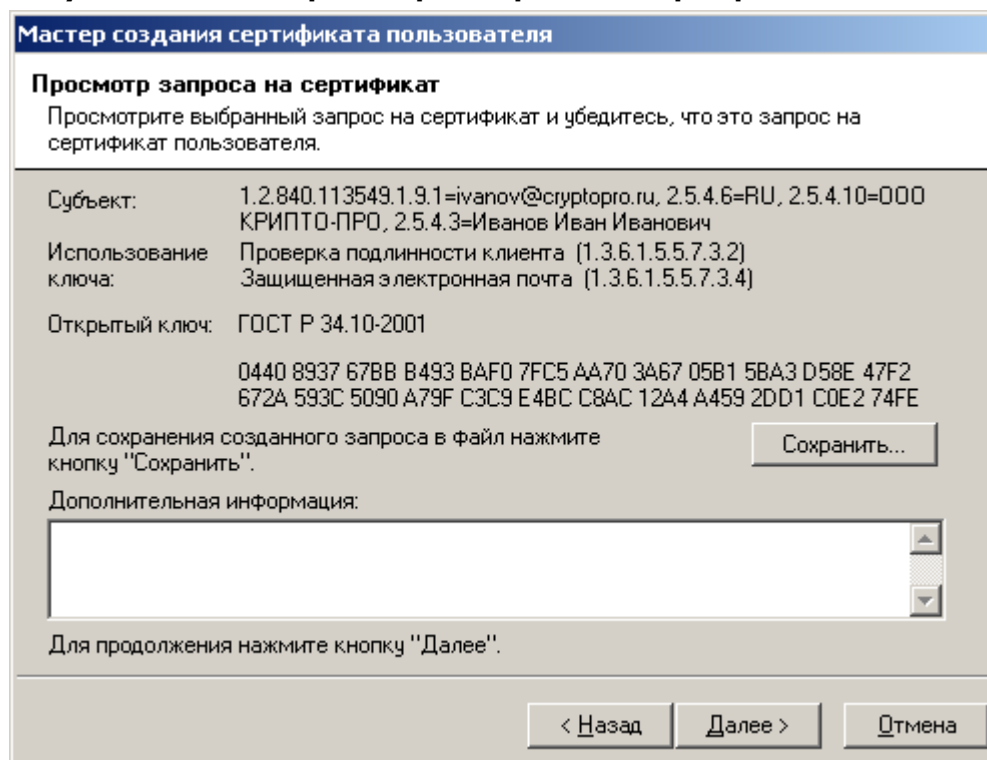 Мастер создания сертификата пользователя
Просмотр запроса на сертификат
Просмотрите выбранный запрос на сертификат и убедитесь, что это запрос на
сертификат пользователя.
Субъект: 1.2.840.113549.1.9.1=ivanov@cryptopro.ru, 2.5.4.6=RU, 2.5.4.10=ООО
КРИПТО-ПРО, 2.5.4.3=Иванов Иван Иванович
Использование Проверка подлинности клиента (1.3.6.1.5.5.7.3.2)
ключа: Защищенная электронная почта (1.3.6.1.5.5.7.3.4)
Открытый ключ: ГОСТ Р 34.10-2001
0440 8937 67BB B493 BAF0 7FC5 AA70 3A67 05B1 5BA3 D58E 47F2
672A 593C 5090 A79F C3C9 E4BC C8AC 12A4 A459 2DD1 C0E2 74FE
Для сохранения созданного запроса в файл нажмите
кнопку "Сохранить".
Сохранить...
Дополнительная информация:
Для продолжения нажмите кнопку "Далее".
< Назад Далее > Отмена